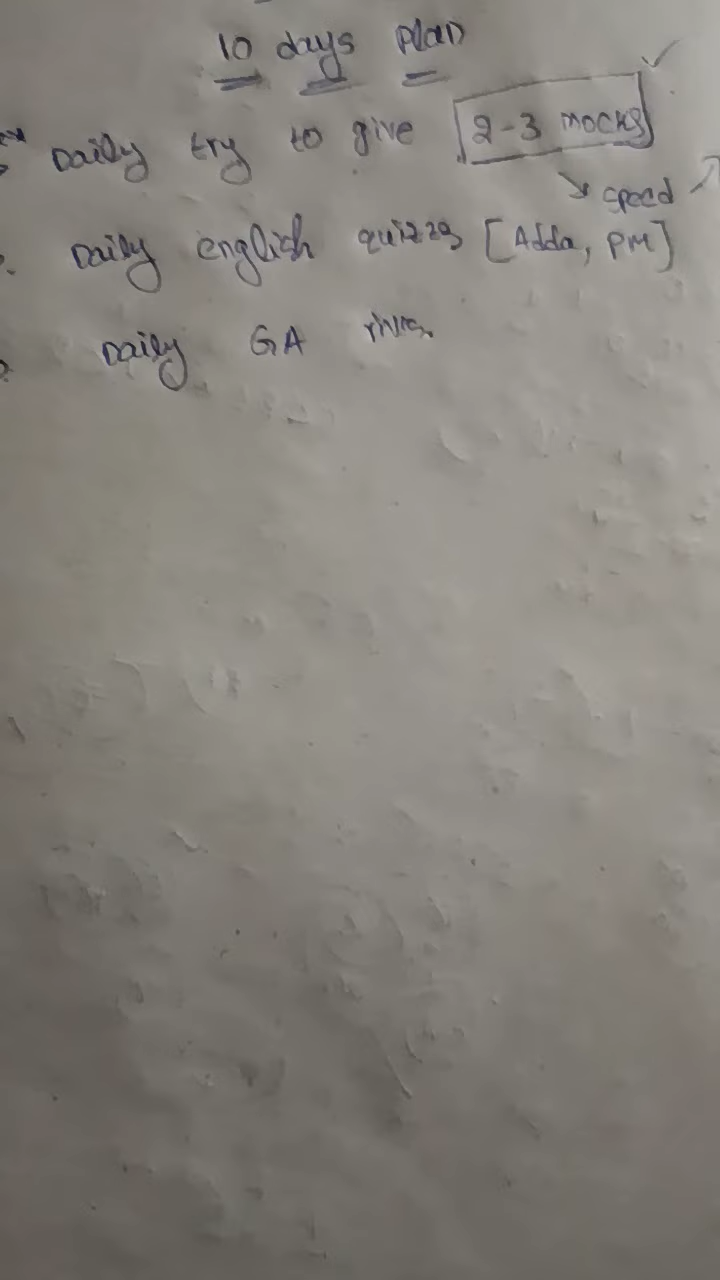 10 days plan
Daily try to give 2-3 mocks
speed
Daily english quizzes [Adda, PM]
Daily GA